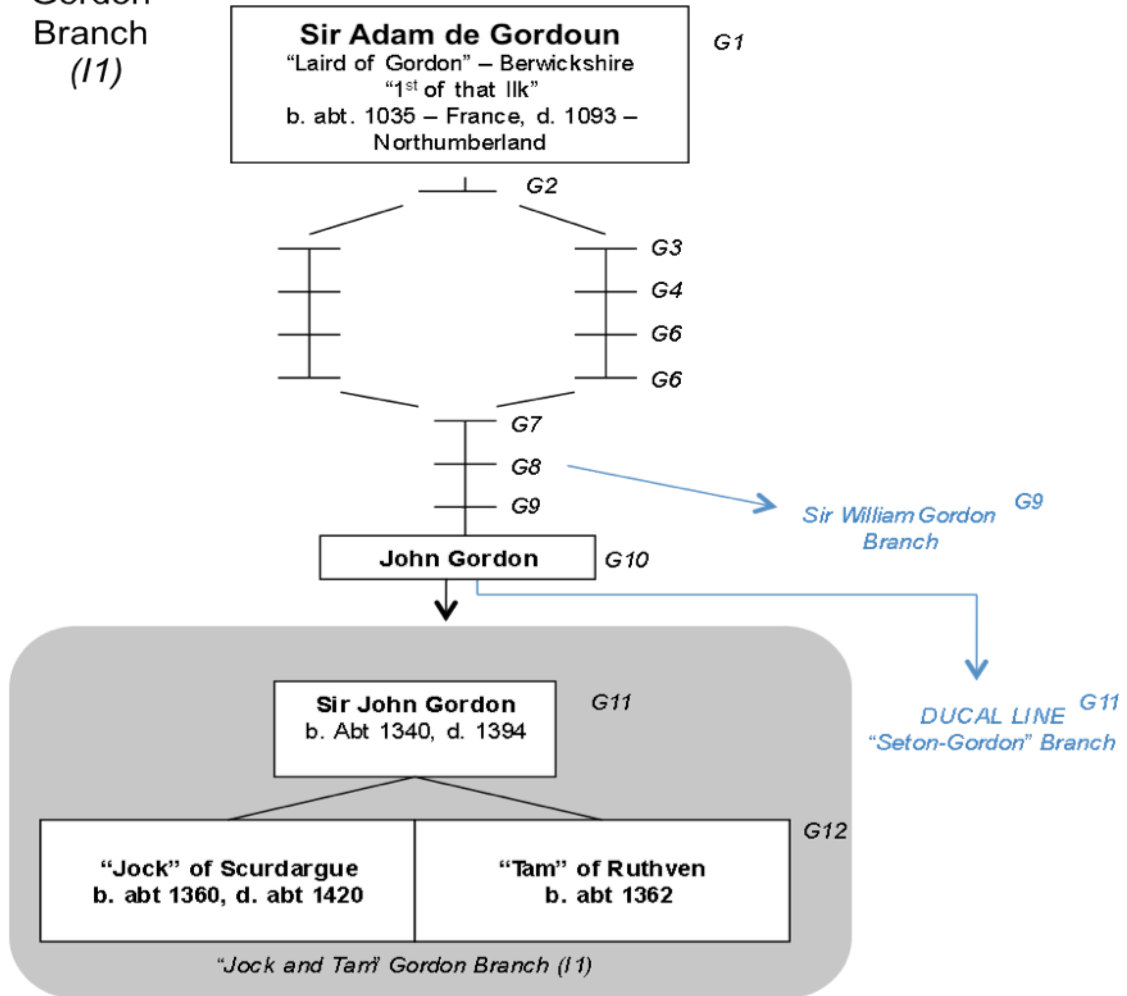 Gordon
Branch
(I1)
Sir Adam de Gordoun
G1
“Laird of Gordon” – Berwickshire
“1st of that Ilk”
b. abt. 1035 – France, d. 1093 –
Northumberland
G2
G3
G4
G6
G6
G7
G8
G9
Sir William Gordon G9
Branch
John Gordon
G10
Sir John Gordon
G11
b. Abt 1340, d. 1394
DUCAL LINE G11
“Seton-Gordon” Branch
G12
“Jock” of Scurdargue
b. abt 1360, d. abt 1420
“Tam” of Ruthven
b. abt 1362
“Jock and Tam” Gordon Branch (I1)